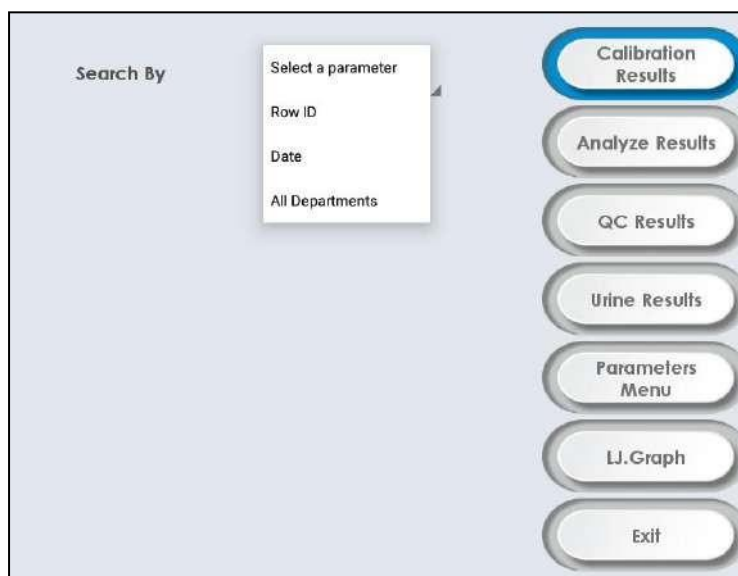 Search By
Select a parameter
Row ID
Date
All Departments
Calibration
Results
Analyze Results
QC Results
Urine Results
Parameters
Menu
LJ.Graph
Exit